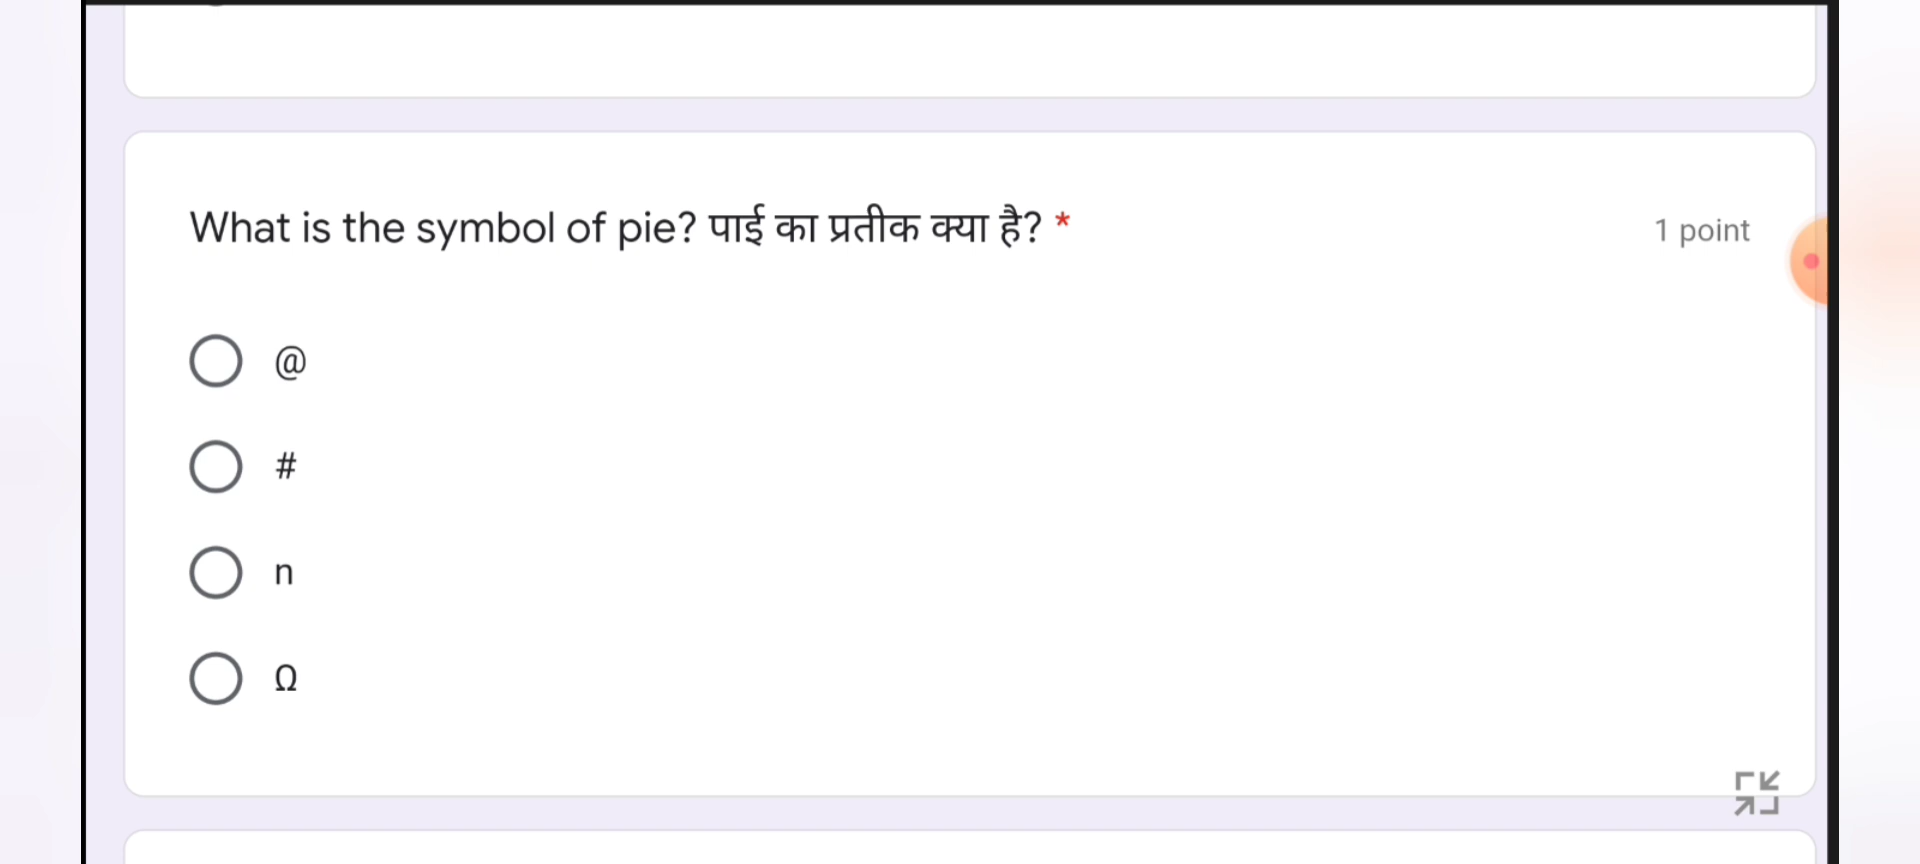 What is the symbol of pie? पाई का प्रतीक क्या है? *
1 point
@
#
n
Ω